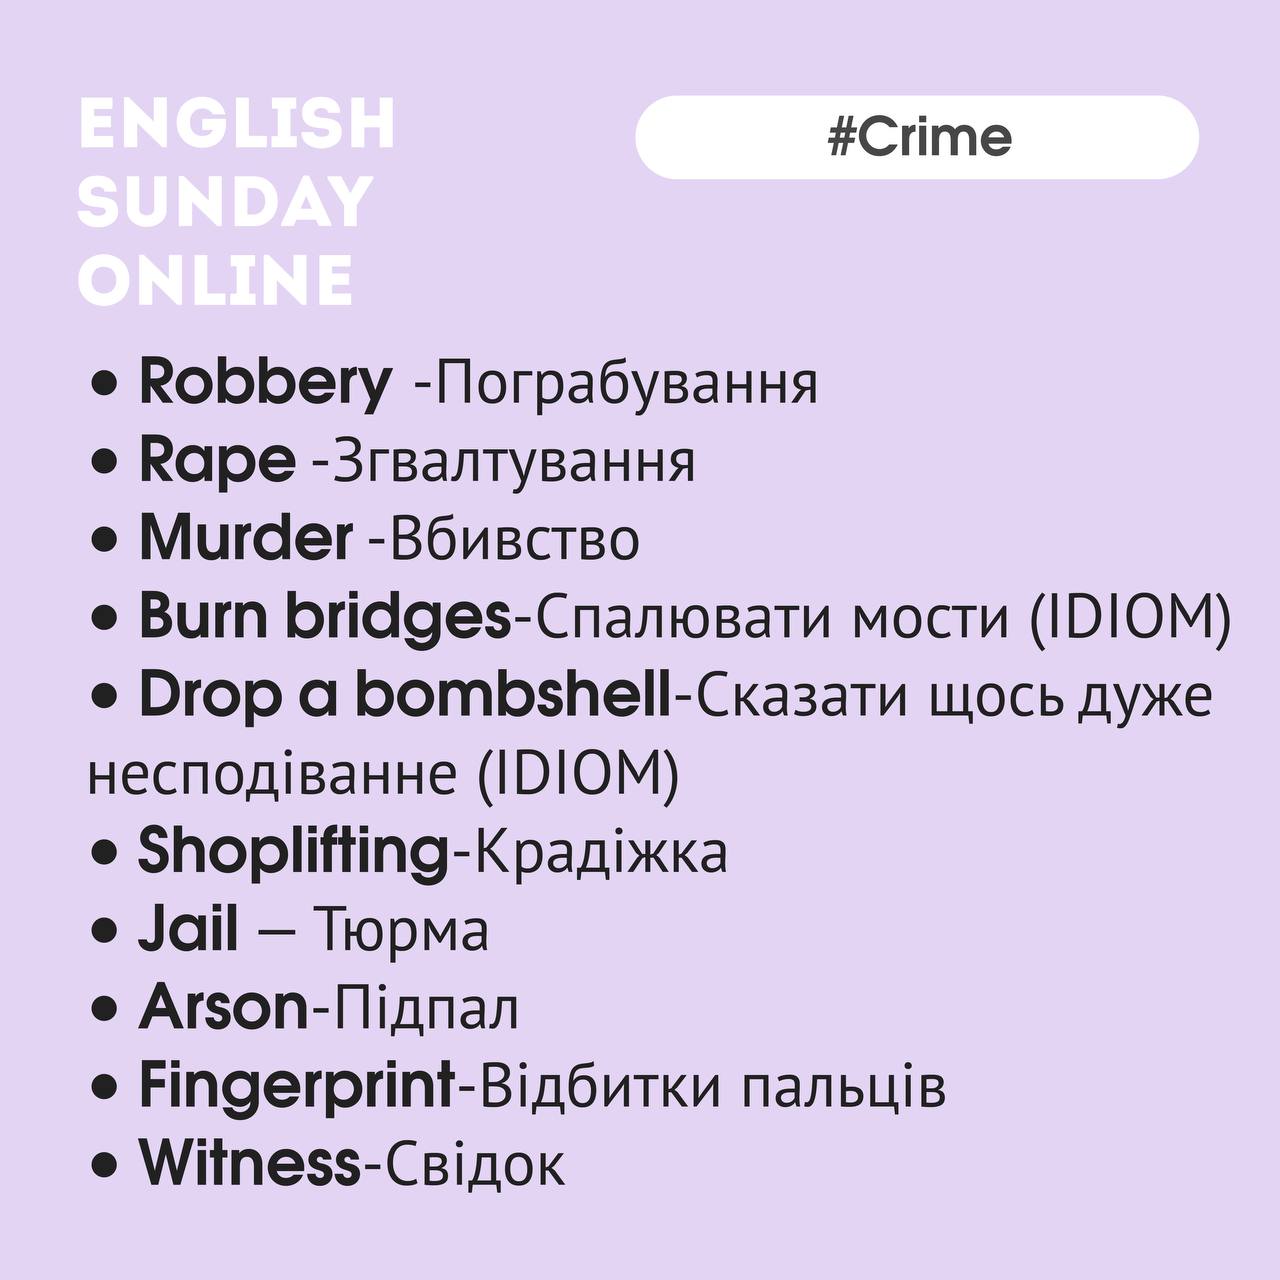 ENGLISH
SUNDAY
ONLINE
#Crime
● Robbery -Пограбування
● Rape -Згвалтування
● Murder -Вбивство
● Burn bridges-Спалювати мости (IDIOM)
● Drop a bombshell-Сказати щось дуже
несподіванне (IDIOM)
● Shoplifting-Крадіжка
● Jail — Тюрма
● Arson-Підпал
● Fingerprint-Відбитки пальців
● Witness-Свідок